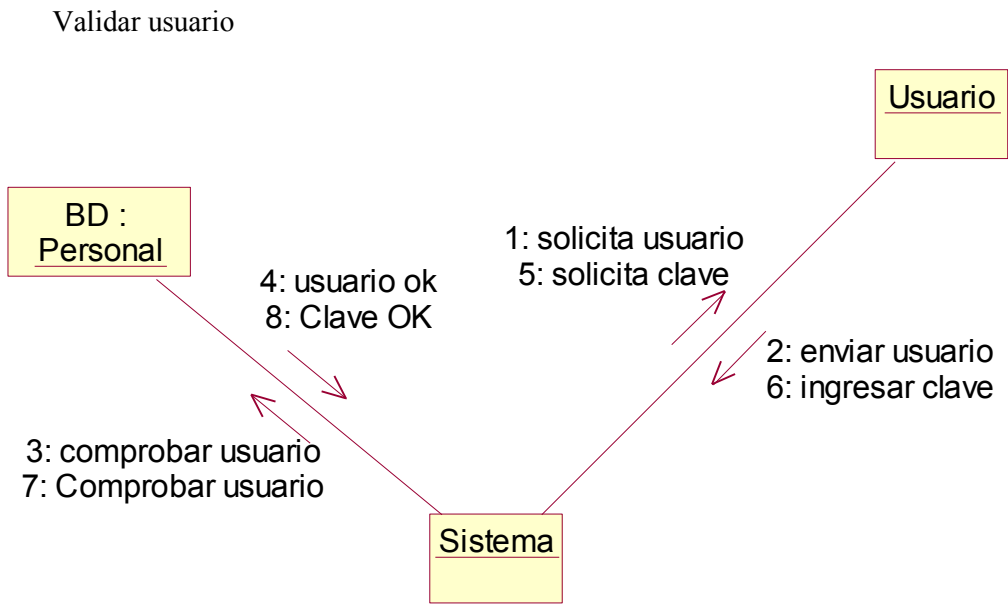 Validar usuario
Usuario
BD :
Personal
1: solicita usuario
5: solicita clave
4: usuario ok
8: Clave OK
2: enviar usuario
6: ingresar clave
3: comprobar usuario
7: Comprobar usuario
Sistema